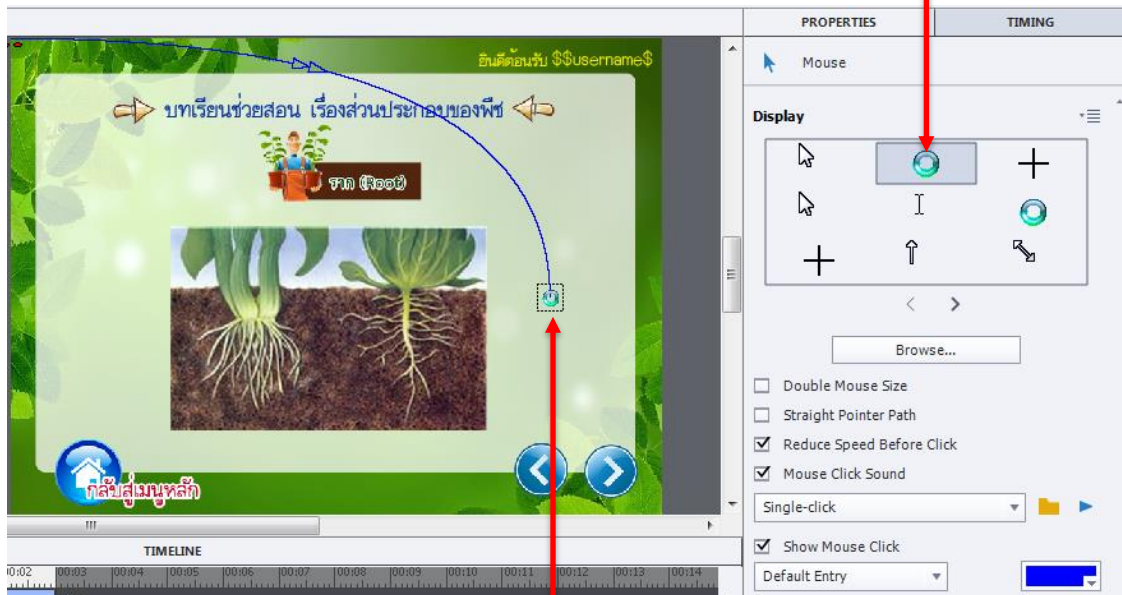 PROPERTIES
TIMING
Mouse
ยินดีต้อนรับ $$username$
บทเรียนช่วยสอน เรื่องส่วนประกอบของพืช
ราก (Root)
กลับสู่เมนูหลัก
Display
Browse...
Double Mouse Size
Straight Pointer Path
Reduce Speed Before Click
Mouse Click Sound
Single-click
Show Mouse Click
Default Entry
TIMELINE
00:02 00:03 00:04 00:05 00:06 00:07 00:08 00:09 00:10 00:11 00:12 00:13 00:14